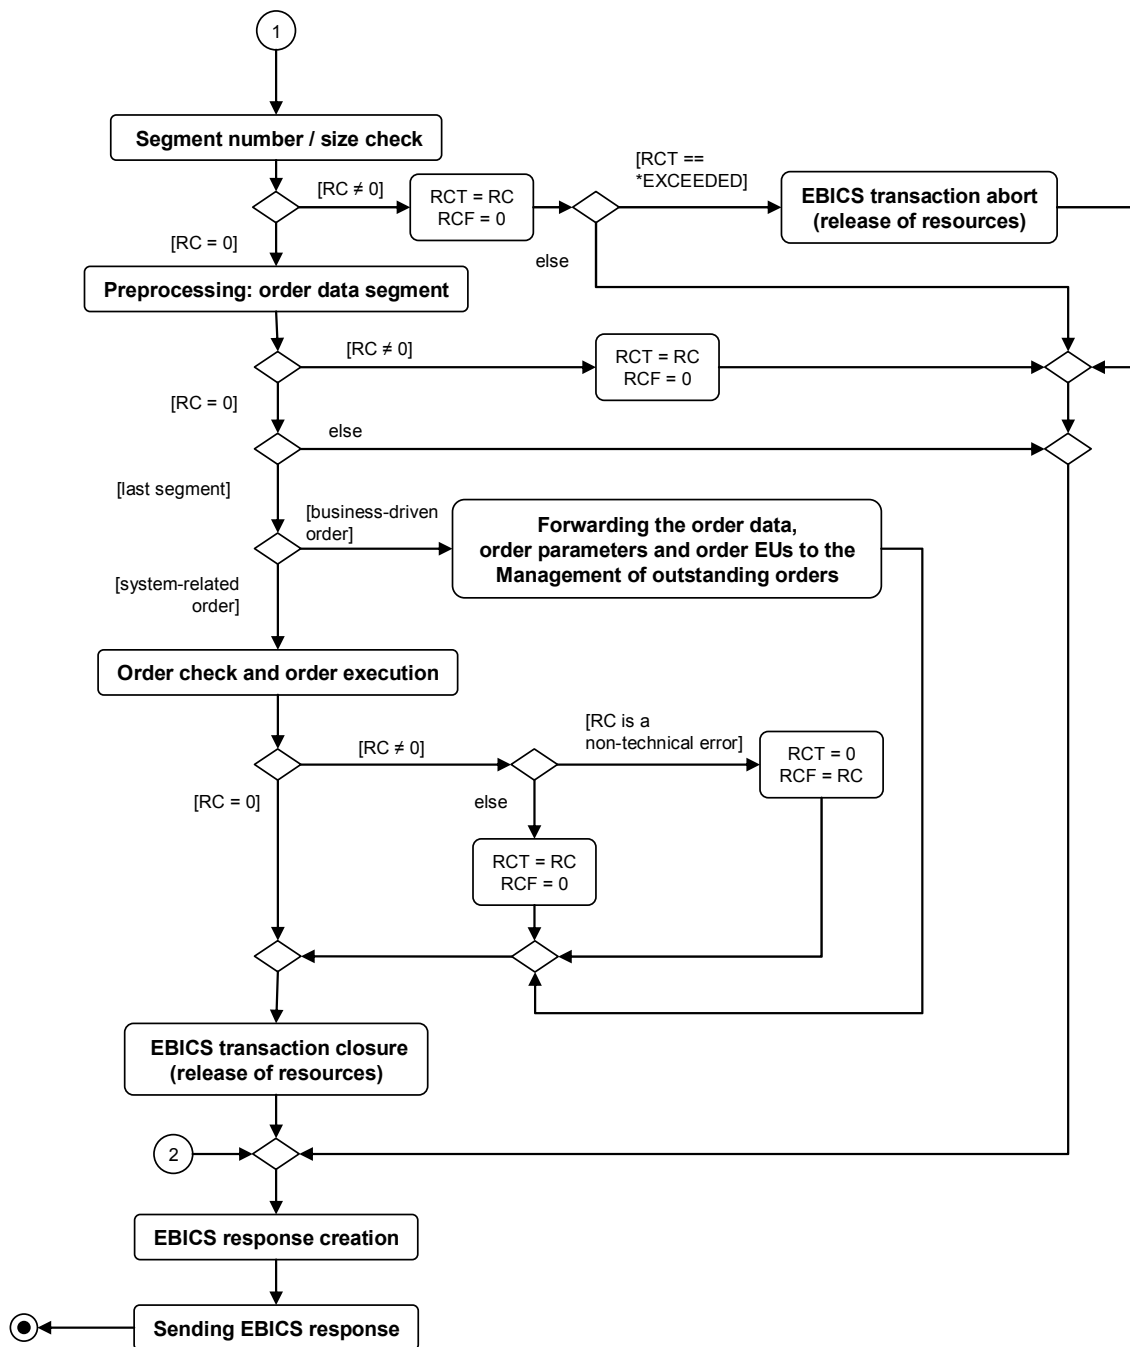 1
Segment number / size check
[RC ≠ 0]
RCT = RC
RCF = 0
[RCT ==
*EXCEEDED]
EBICS transaction abort
(release of resources)
[RC = 0]
else
Preprocessing: order data segment
[RC ≠ 0]
RCT = RC
RCF = 0
[RC = 0]
else
[last segment]
[business-driven
order]
Forwarding the order data,
order parameters and order EUs to the
Management of outstanding orders
[system-related
order]
Order check and order execution
[RC ≠ 0]
[RC is a
non-technical error]
RCT = 0
RCF = RC
[RC = 0]
else
RCT = RC
RCF = 0
EBICS transaction closure
(release of resources)
2
EBICS response creation
Sending EBICS response